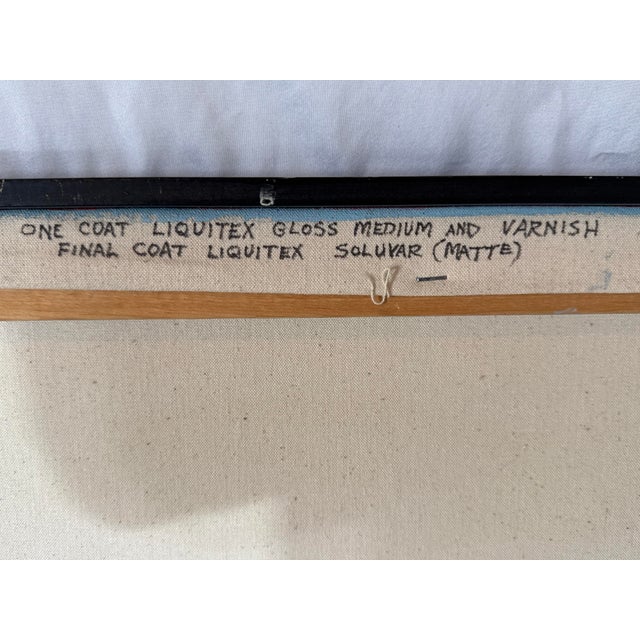 ONE COAT LIQUITEX GLOSS MEDIUM AND VARNISH
FINAL COAT LIQUITEX SOLUVAR (MATTE)